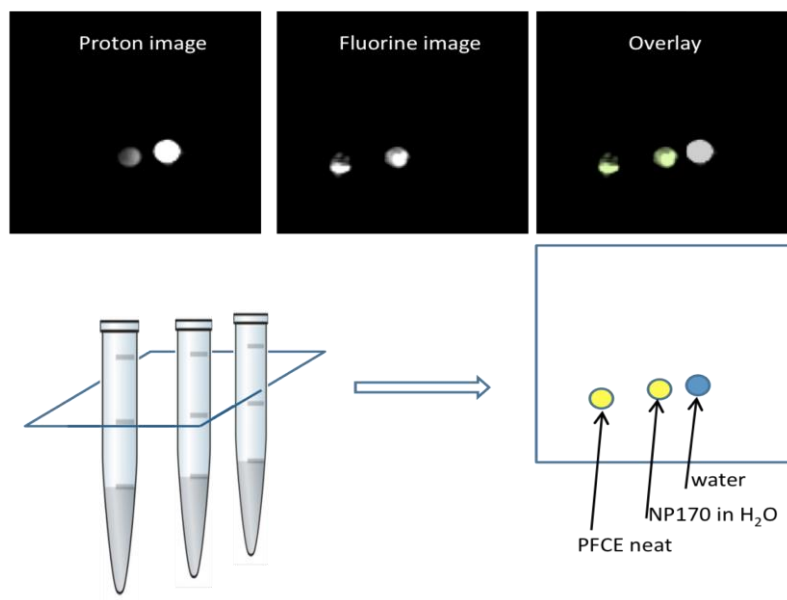 Proton image
Fluorine image
Overlay
water
NP170 in H₂O
PFCE neat